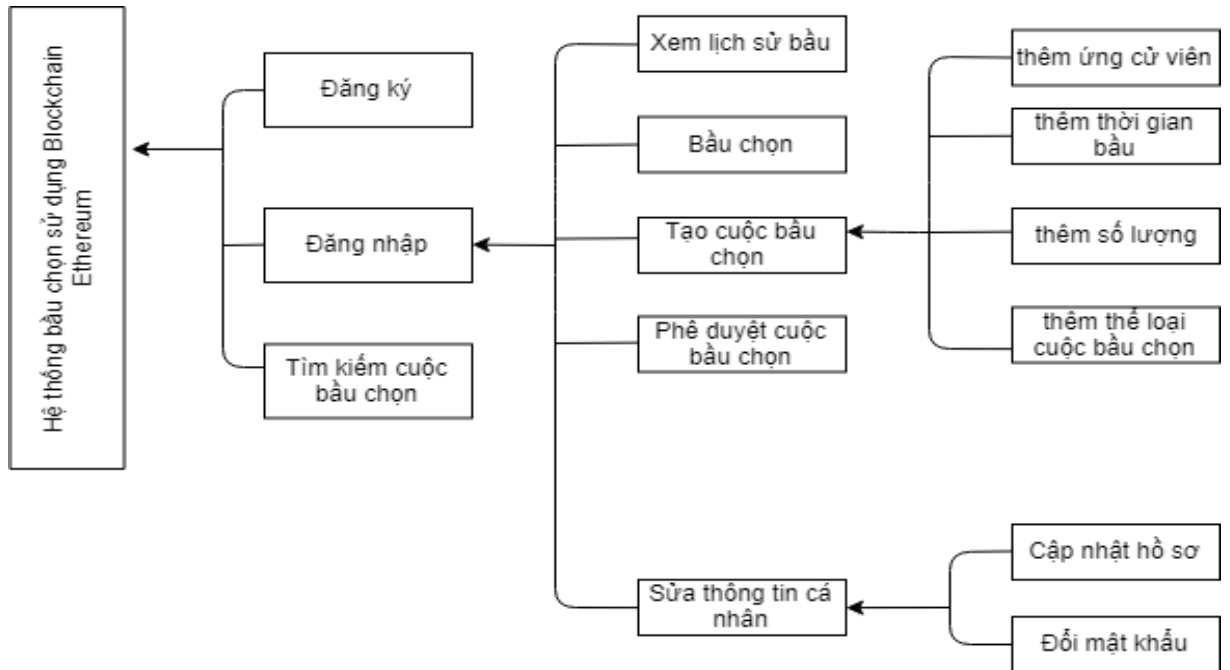 Hệ thống bầu chọn sử dụng Blockchain
Ethereum
Đăng ký
Đăng nhập
Tìm kiếm cuộc
bầu chọn
Xem lịch sử bầu
Bầu chọn
Tạo cuộc bầu
chọn
Phê duyệt cuộc
bầu chọn
Sửa thông tin cá
nhân
thêm ứng cử viên
thêm thời gian
bầu
thêm số lượng
thêm thể loại
cuộc bầu chọn
Cập nhật hồ sơ
Đổi mật khẩu